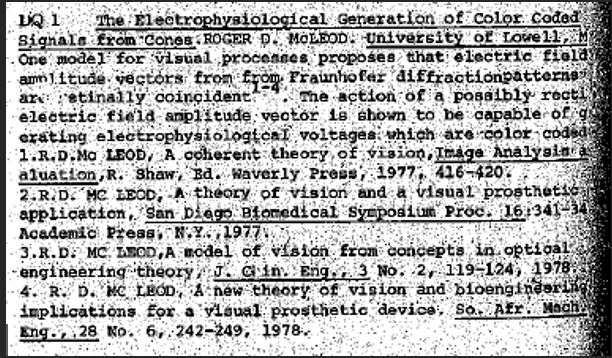 DQ 1 The Electrophysiological Generation of Color Coded
Signals from Cones.ROGER D. McLEOD. University of Lowell, M
One model for visual processes proposes that electric field
amplitude vectors from from Fraunhofer diffractionpatterns
are retinally coincident.1-4. The action of a possibly recti
electric field amplitude vector is shown to be capable of g
erating electrophysiological voltages which are color coded
1.R.D.Mc LEOD, A coherent theory of vision,Image Analysis a
aluation,R. Shaw, Ed. Waverly Press, 1977, 416-420.
2.R.D. MC LEOD, A theory of vision and a visual prosthetic
application, San Diego Biomedical Symposium Proc. 16:341-34
Academic Press, N.Y.,1977.
3.R.D. MC LEOD,A model of vision from concepts in optical
engineering theory, J. Clin. Eng., 3 No. 2, 119-124, 1978.
4. R. D. MC LEOD, A new theory of vision and bioengineering
implications for a visual prosthetic device. So. Afr. Mech.
Eng., 28 No. 6, 242-249, 1978.